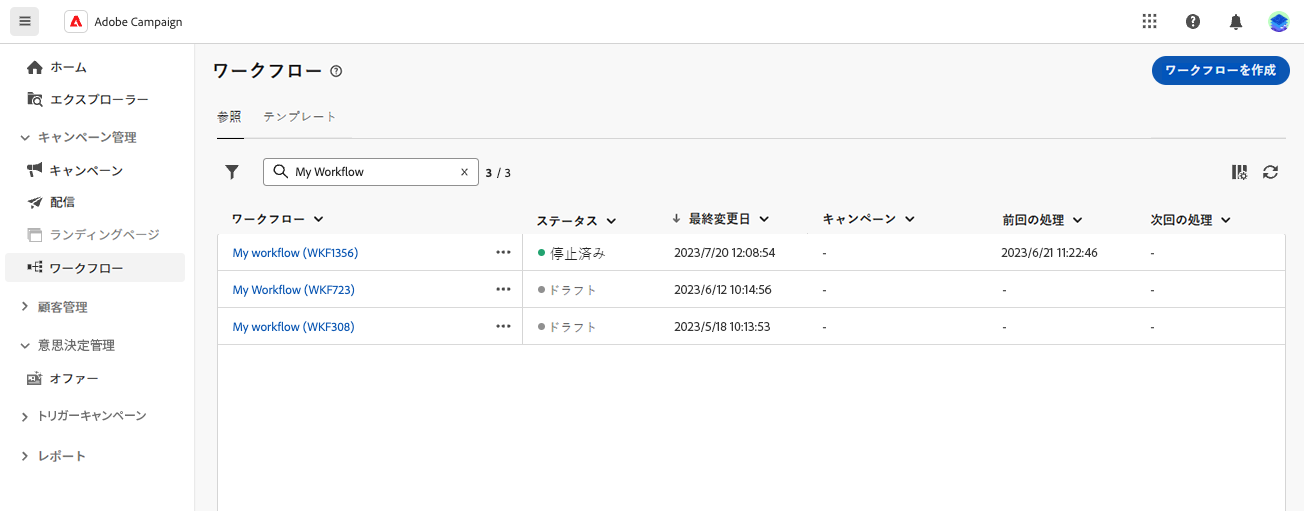 Adobe Campaign
ホーム
エクスプローラー
キャンペーン管理
キャンペーン
配信
ランディングページ
ワークフロー
顧客管理
意思決定管理
オファー
トリガーキャンペーン
レポート
ワークフロー
ワークフローを作成
参照 テンプレート
My Workflow 3 / 3
ワークフロー ステータス 最終変更日 キャンペーン 前回の処理 次回の処理
My workflow (WKF1356) 停止済み 2023/7/20 12:08:54 - 2023/6/21 11:22:46 -
My Workflow (WKF723) ドラフト 2023/6/12 10:14:56 - - -
My workflow (WKF308) ドラフト 2023/5/18 10:13:53 - - -